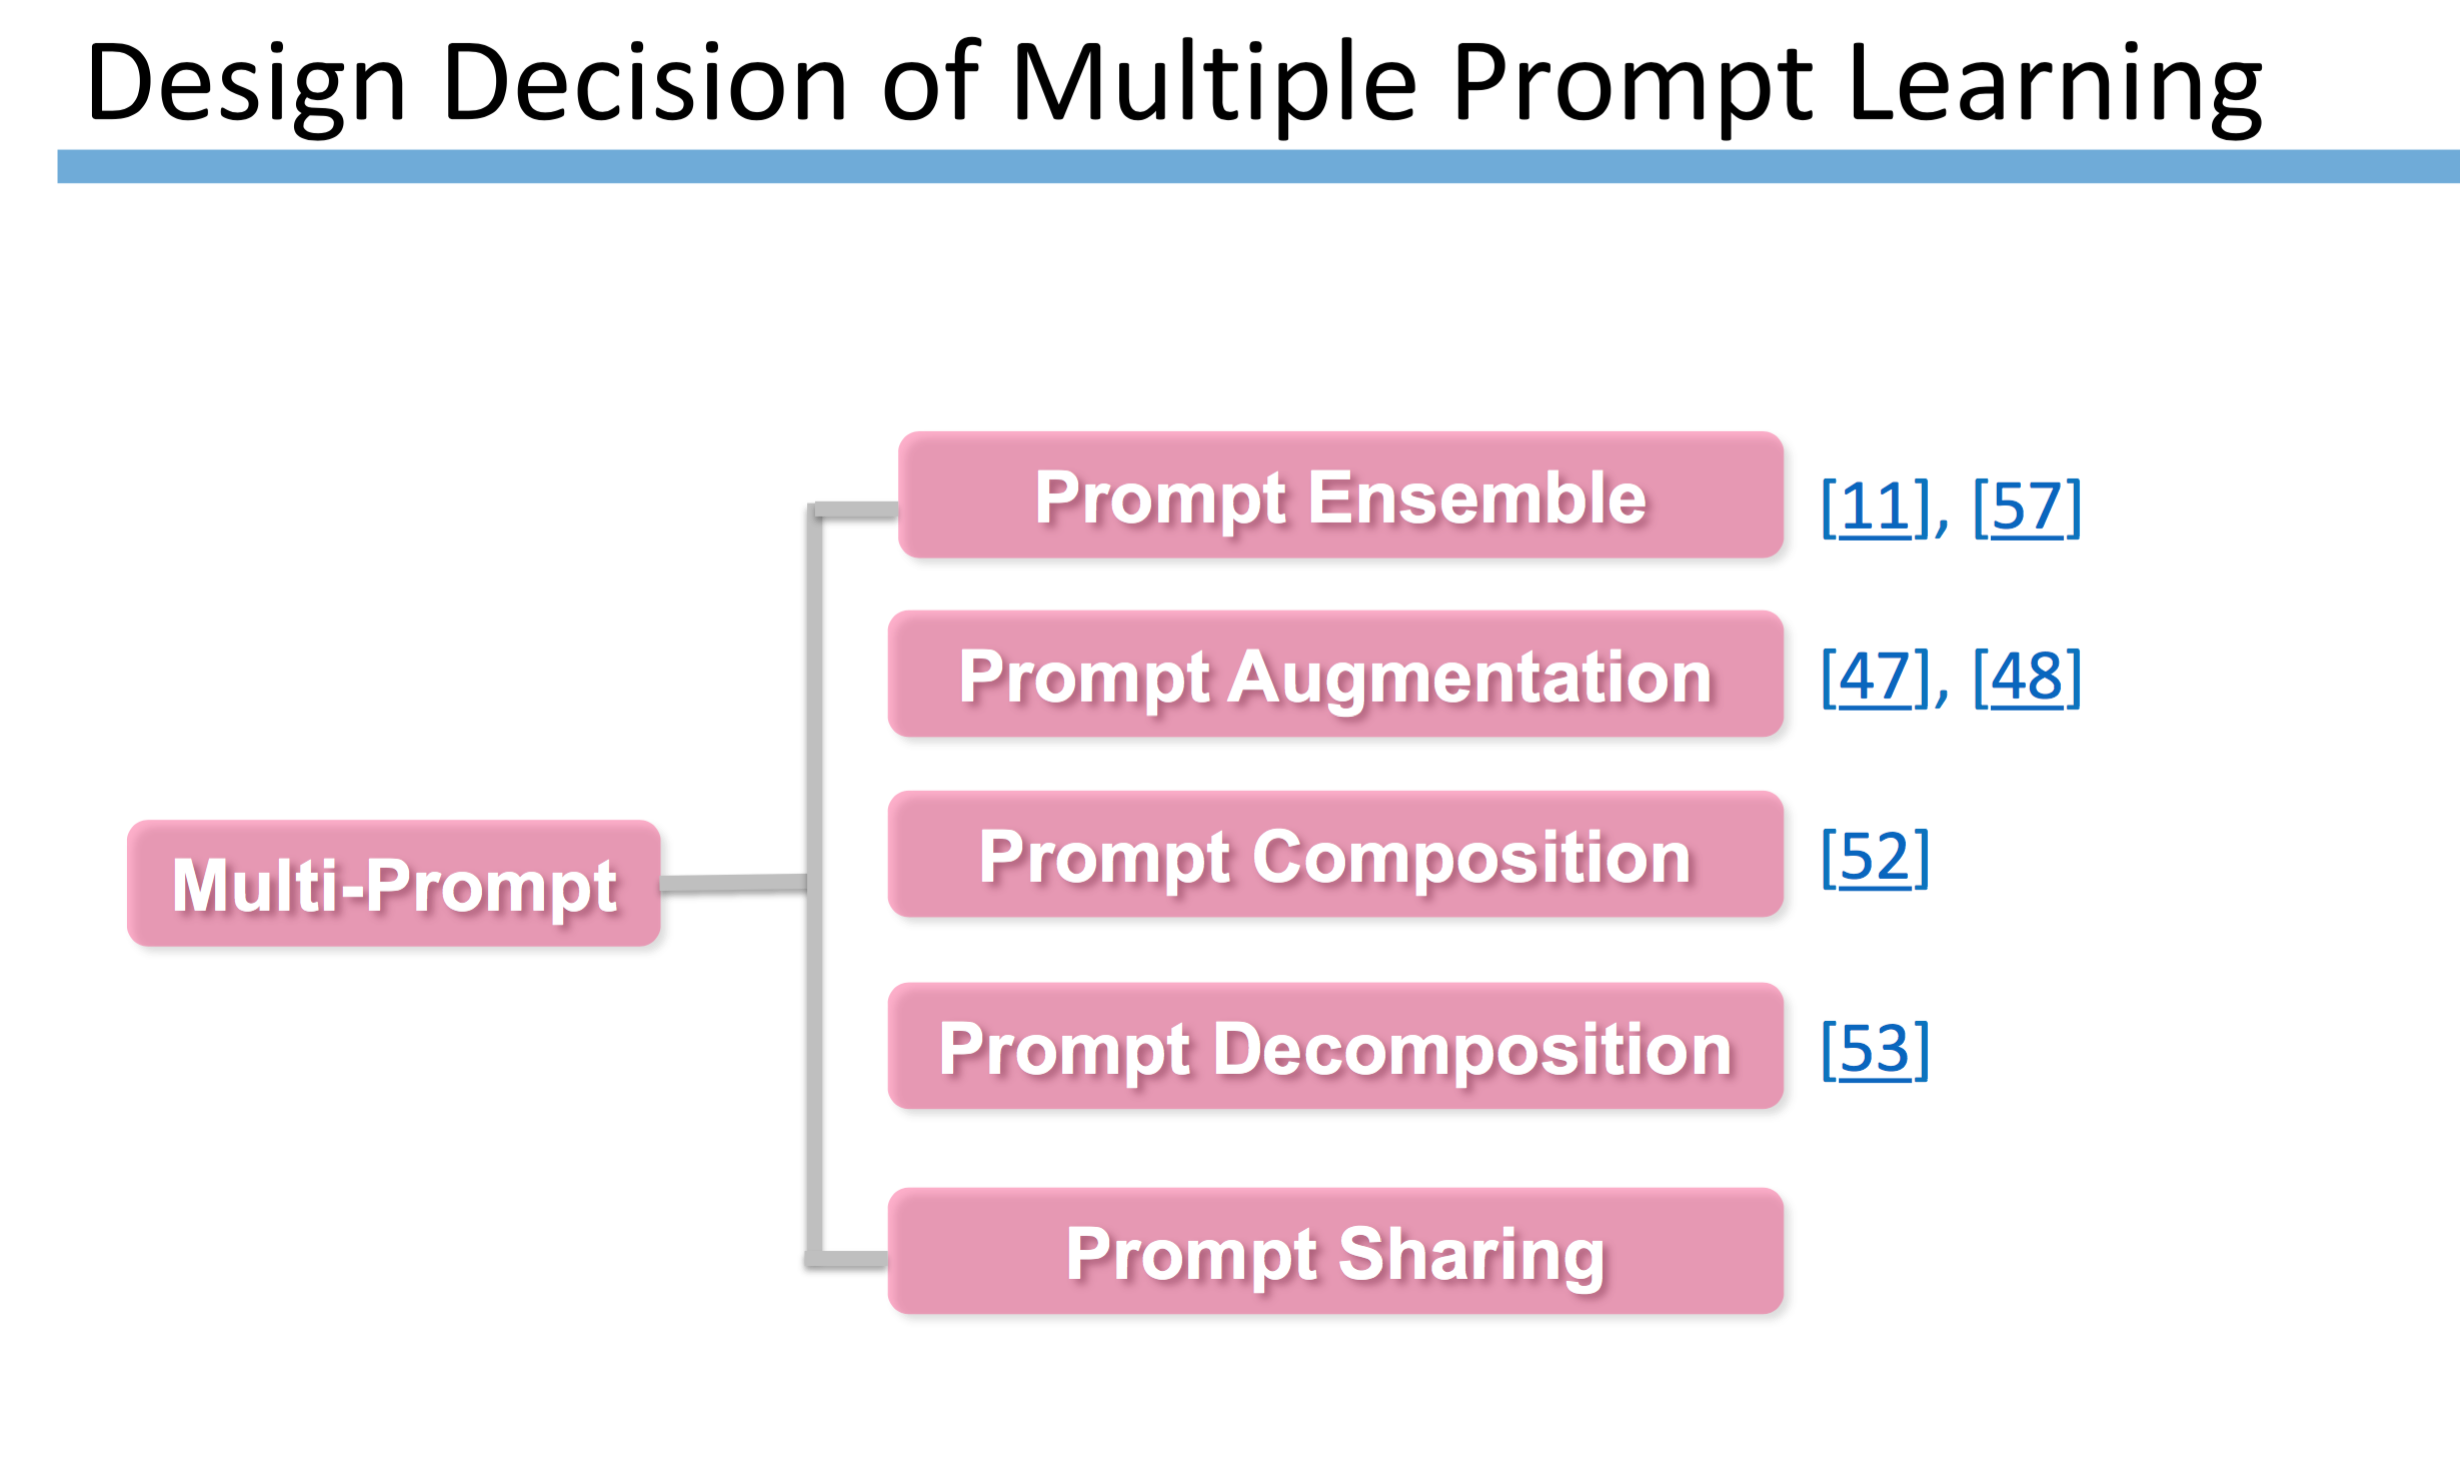 Design Decision of Multiple Prompt Learning
Prompt Ensemble [11], [57]
Prompt Augmentation [47], [48]
Prompt Composition [52]
Multi-Prompt
Prompt Decomposition [53]
Prompt Sharing